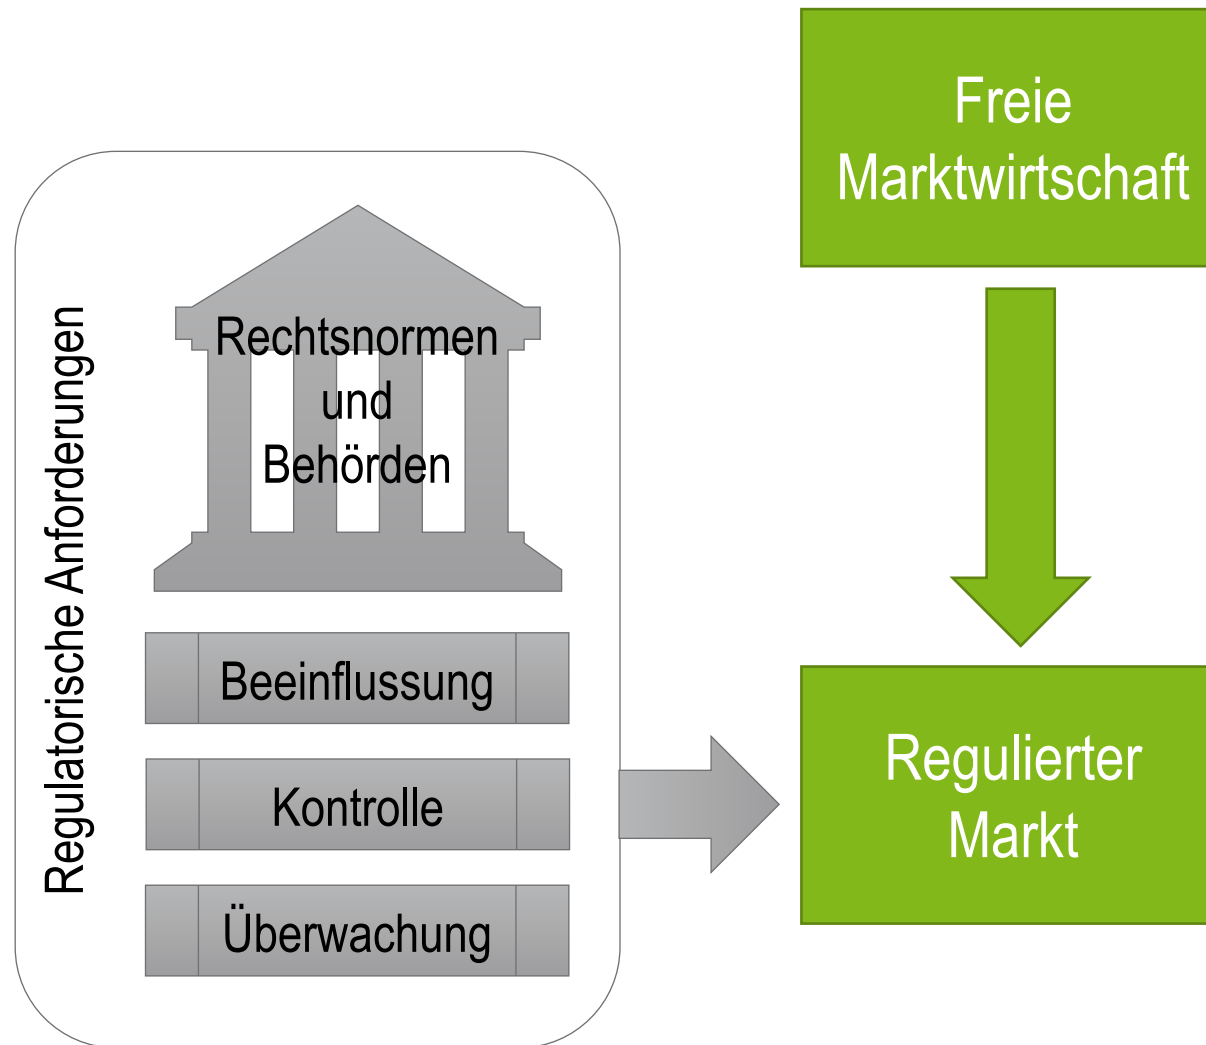 Freie
Marktwirtschaft
Regulatorische Anforderungen
Rechtsnormen
und
Behörden
Beeinflussung
Kontrolle
Überwachung
Regulierter
Markt